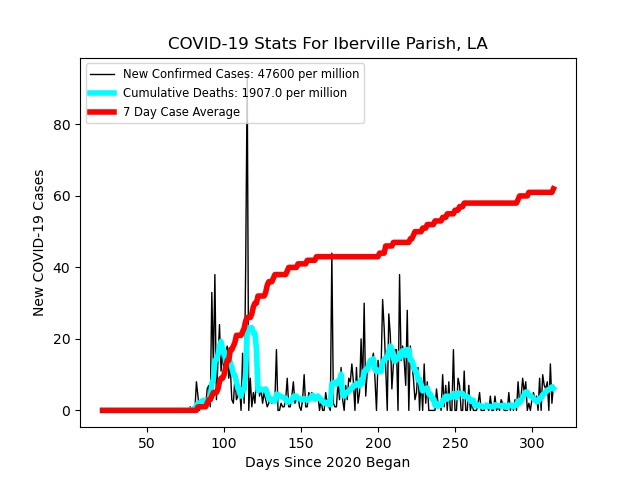 COVID-19 Stats For Iberville Parish, LA
New Confirmed Cases: 47600 per million
Cumulative Deaths: 1907.0 per million
7 Day Case Average
New COVID-19 Cases
80
60
40
20
0
50 100 150 200 250 300
Days Since 2020 Began